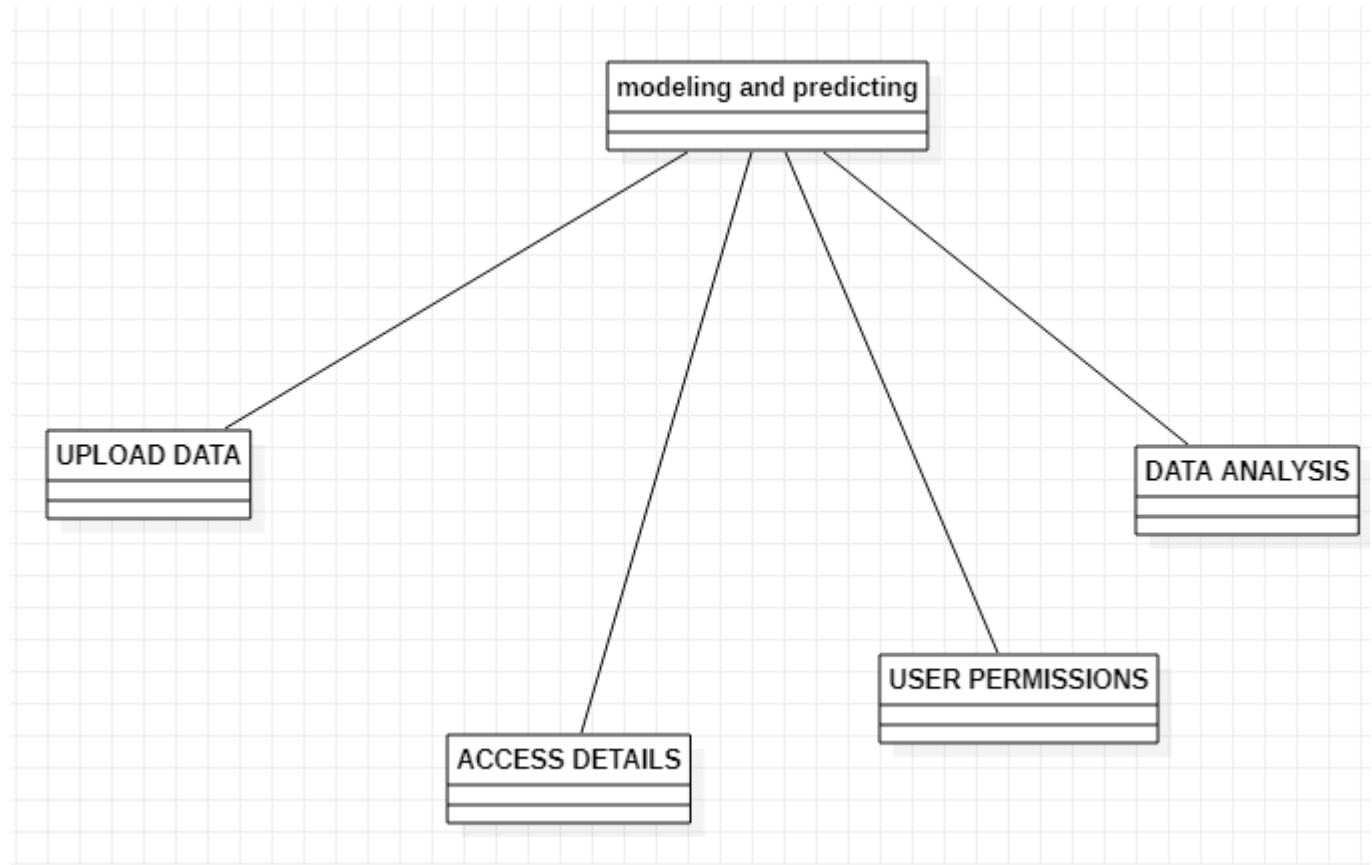 modeling and predicting
UPLOAD DATA
DATA ANALYSIS
USER PERMISSIONS
ACCESS DETAILS